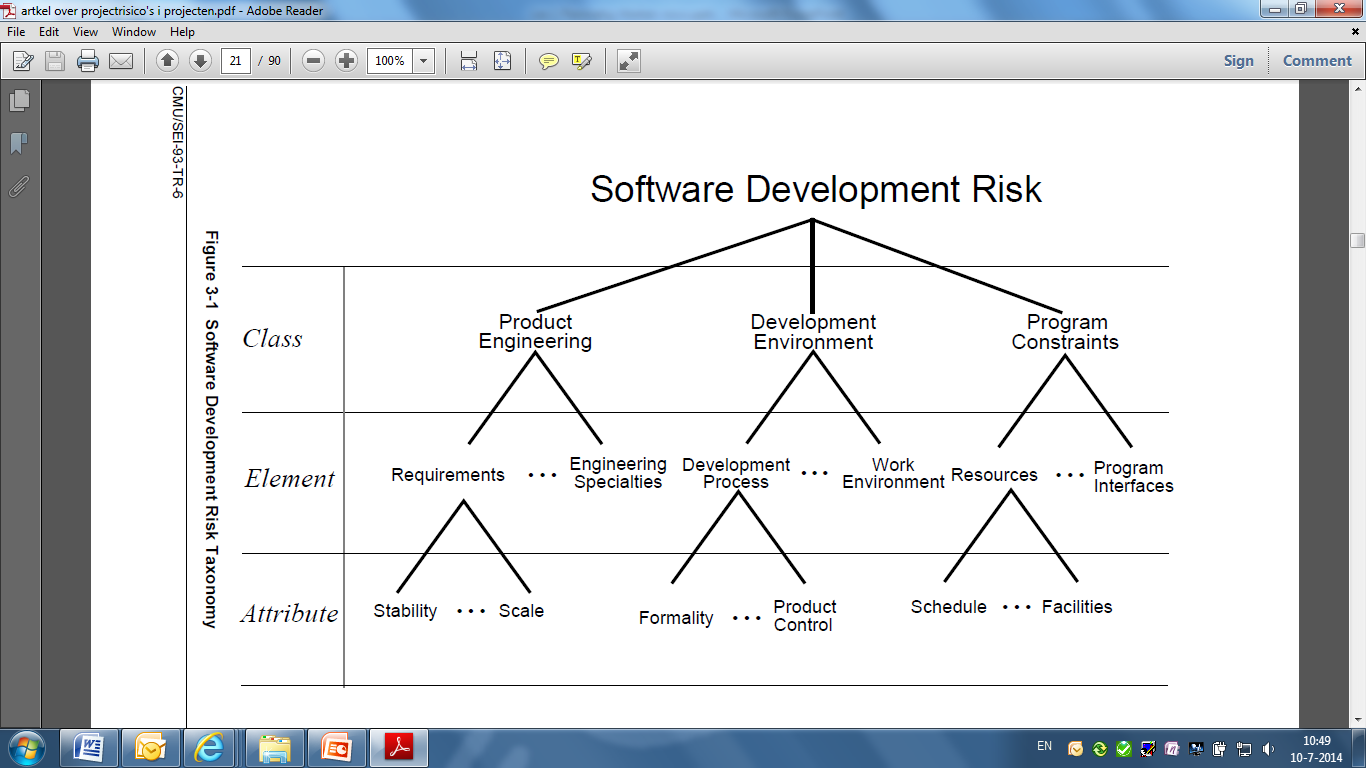 artkel over projectrisico's i projecten.pdf - Adobe Reader
File Edit View Window Help
21 / 90 100% Sign Comment
CMU/SEI-93-TR-6
Figure 3-1 Software Development Risk Taxonomy
Software Development Risk
Class
Product
Engineering
Development
Environment
Program
Constraints
Element
Requirements
• • •
Engineering
Specialties
Development
Process
• • •
Work
Environment
Resources
• • •
Program
Interfaces
Attribute
Stability • • • Scale
Formality • • •
Product
Control
Schedule • • • Facilities
EN
10:49
10-7-2014